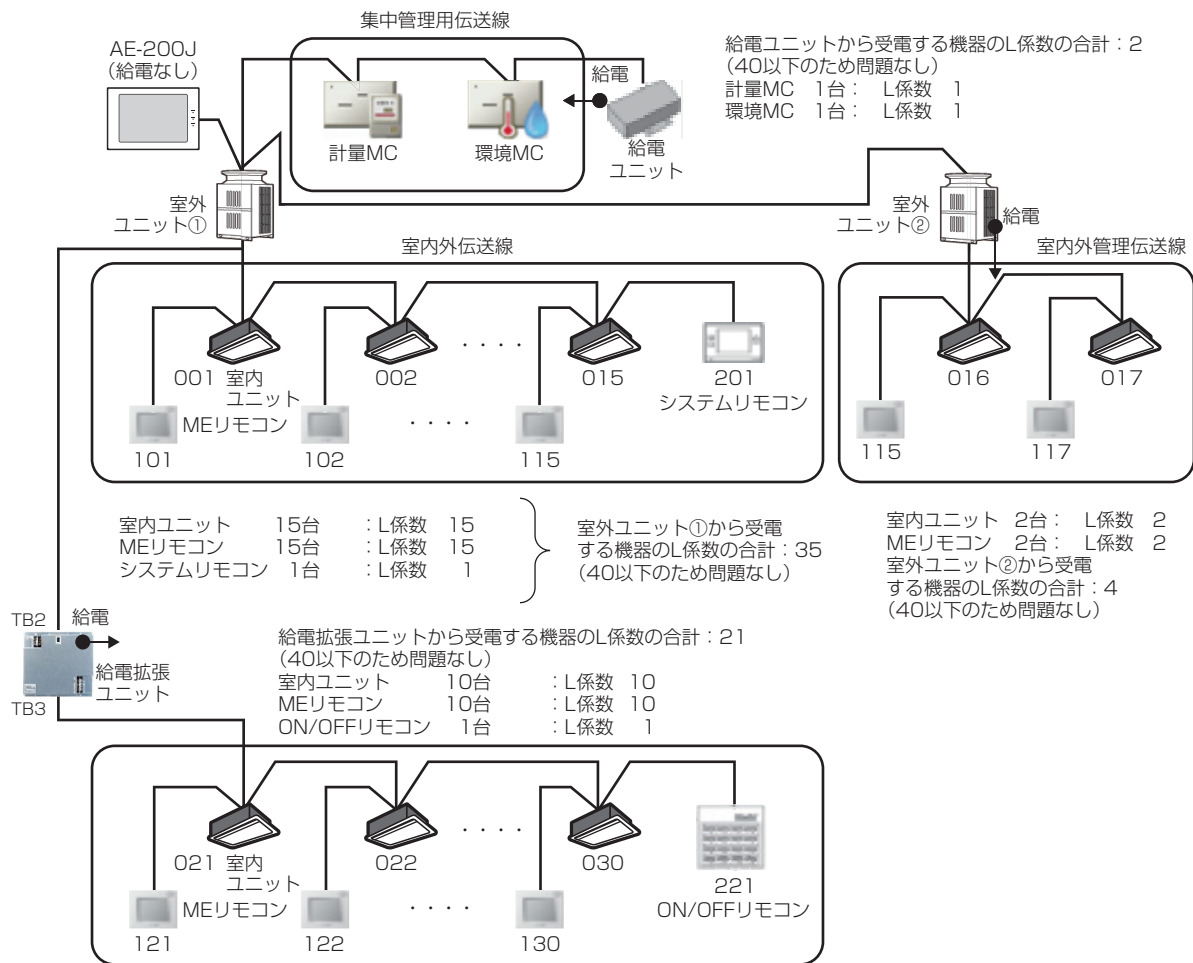 集中管理用伝送線
AE-200J
（給電なし）
給電
計量MC
環境MC
給電
ユニット
給電ユニットから受電する機器のL係数の合計：2
（40以下のため問題なし）
計量MC 1台： L係数 1
環境MC 1台： L係数 1
室外
ユニット①
室外
ユニット②
給電
室内外伝送線
001 室内
ユニット
002
・・・・
015
201
システムリモコン
MEリモコン
・・・・
101
102
115
室内外管理伝送線
016
017
115
117
室内ユニット 15台 ：L係数 15
MEリモコン 15台 ：L係数 15
システムリモコン 1台 ：L係数 1
室外ユニット①から受電
する機器のL係数の合計：35
（40以下のため問題なし）
室内ユニット 2台： L係数 2
MEリモコン 2台： L係数 2
室外ユニット②から受電
する機器のL係数の合計：4
（40以下のため問題なし）
TB2
給電
給電拡張
ユニット
TB3
給電拡張ユニットから受電する機器のL係数の合計：21
（40以下のため問題なし）
室内ユニット 10台 ：L係数 10
MEリモコン 10台 ：L係数 10
ON/OFFリモコン 1台 ：L係数 1
021 室内
ユニット
022
・・・・
030
221
ON/OFFリモコン
MEリモコン
・・・・
121
122
130